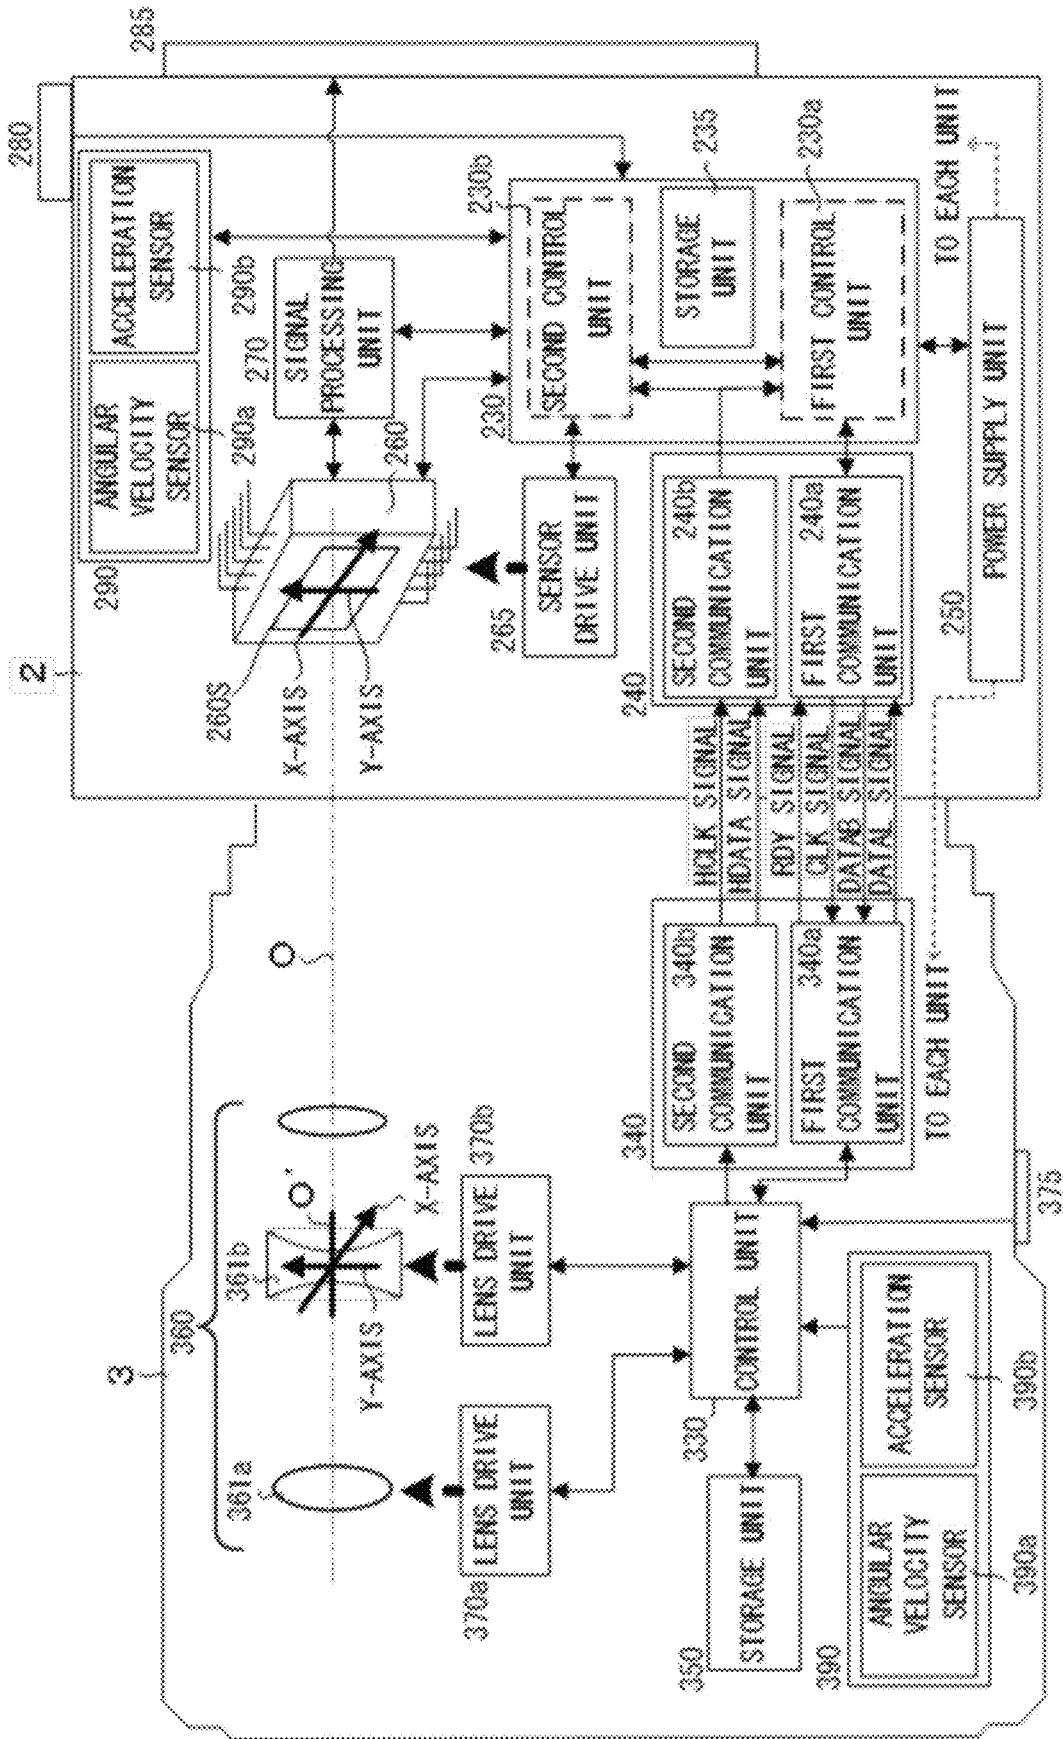 3
360
361a
361b
O'
O
Y-AXIS
X-AXIS
370a
LENS DRIVE
UNIT
370b
LENS DRIVE
UNIT
350
STORAGE UNIT
330
CONTROL UNIT
390
ANGULAR
VELOCITY
SENSOR
390a
ACCELERATION
SENSOR
390b
375
340
SECOND 340b
COMMUNICATION
UNIT
FIRST 340a
COMMUNICATION
UNIT
TO EACH UNIT
HCLK SIGNAL
HDATA SIGNAL
RDY SIGNAL
CLK SIGNAL
DATAB SIGNAL
DATAL SIGNAL
2
280
285
290
ANGULAR
VELOCITY
SENSOR
290a
ACCELERATION
SENSOR
290b
260S
X-AXIS
Y-AXIS
260
270
SIGNAL
PROCESSING
UNIT
265
SENSOR
DRIVE UNIT
230
230b
SECOND CONTROL
UNIT
STORAGE
UNIT
235
FIRST CONTROL
UNIT
230a
240
SECOND 240b
COMMUNICATION
UNIT
FIRST 240a
COMMUNICATION
UNIT
250
POWER SUPPLY UNIT
TO EACH UNIT